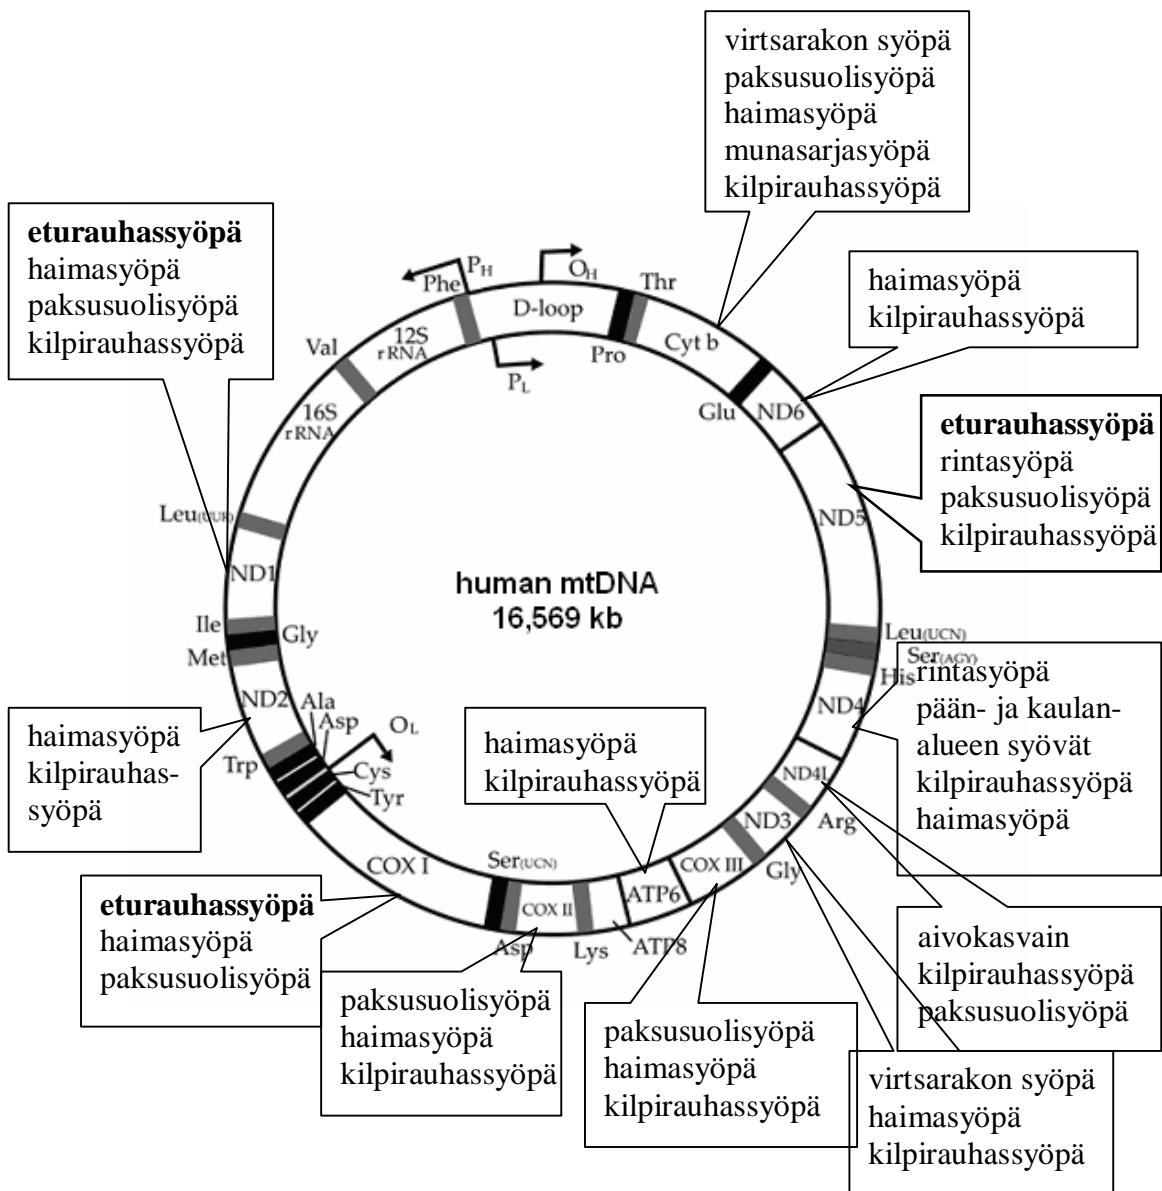 virtsarakon syöpä
paksusuolisyöpä
haimasyöpä
munasarjasyöpä
kilpirauhassyöpä
eturauhassyöpä
haimasyöpä
paksusuolisyöpä
kilpirauhassyöpä
haimasyöpä
kilpirauhassyöpä
eturauhassyöpä
rintasyöpä
paksusuolisyöpä
kilpirauhassyöpä
PH
OH
Phe
Thr
D-loop
12S
rRNA
Val
Pro
Cyt b
PL
16S
rRNA
Glu
ND6
Leu(UUR)
ND5
ND1
human mtDNA
16,569 kb
Ile
Gly
Met
Leu(UCN)
Ser(AGY)
His
ND2
Ala
Asp
OL
ND4
Trp
Cys
Tyr
ND4L
Arg
ND3
Gly
COX I
Ser(UCN)
COX II
COX III
ATP6
Asp
Lys
ATP8
rintasyöpä
pään- ja kaulan-
alueen syövät
kilpirauhassyöpä
haimasyöpä
haimasyöpä
kilpirauhas-
syöpä
haimasyöpä
kilpirauhassyöpä
eturauhassyöpä
haimasyöpä
paksusuolisyöpä
paksusuolisyöpä
haimasyöpä
kilpirauhassyöpä
paksusuolisyöpä
haimasyöpä
kilpirauhassyöpä
aivokasvain
kilpirauhassyöpä
paksusuolisyöpä
virtsarakon syöpä
haimasyöpä
kilpirauhassyöpä